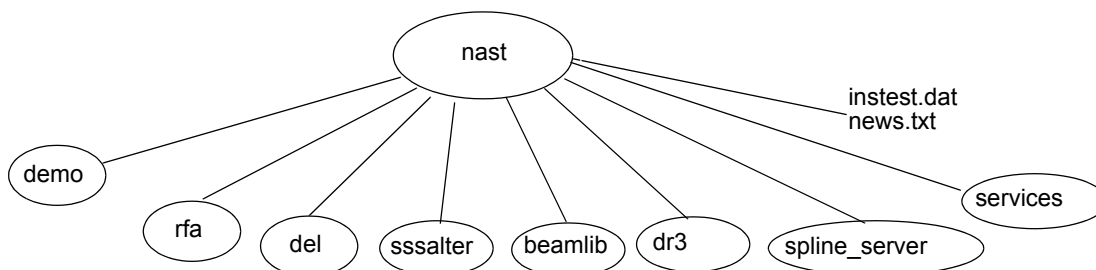 nast
instest.dat
news.txt
demo
services
rfa
del
sssalter
beamlib
dr3
spline_server